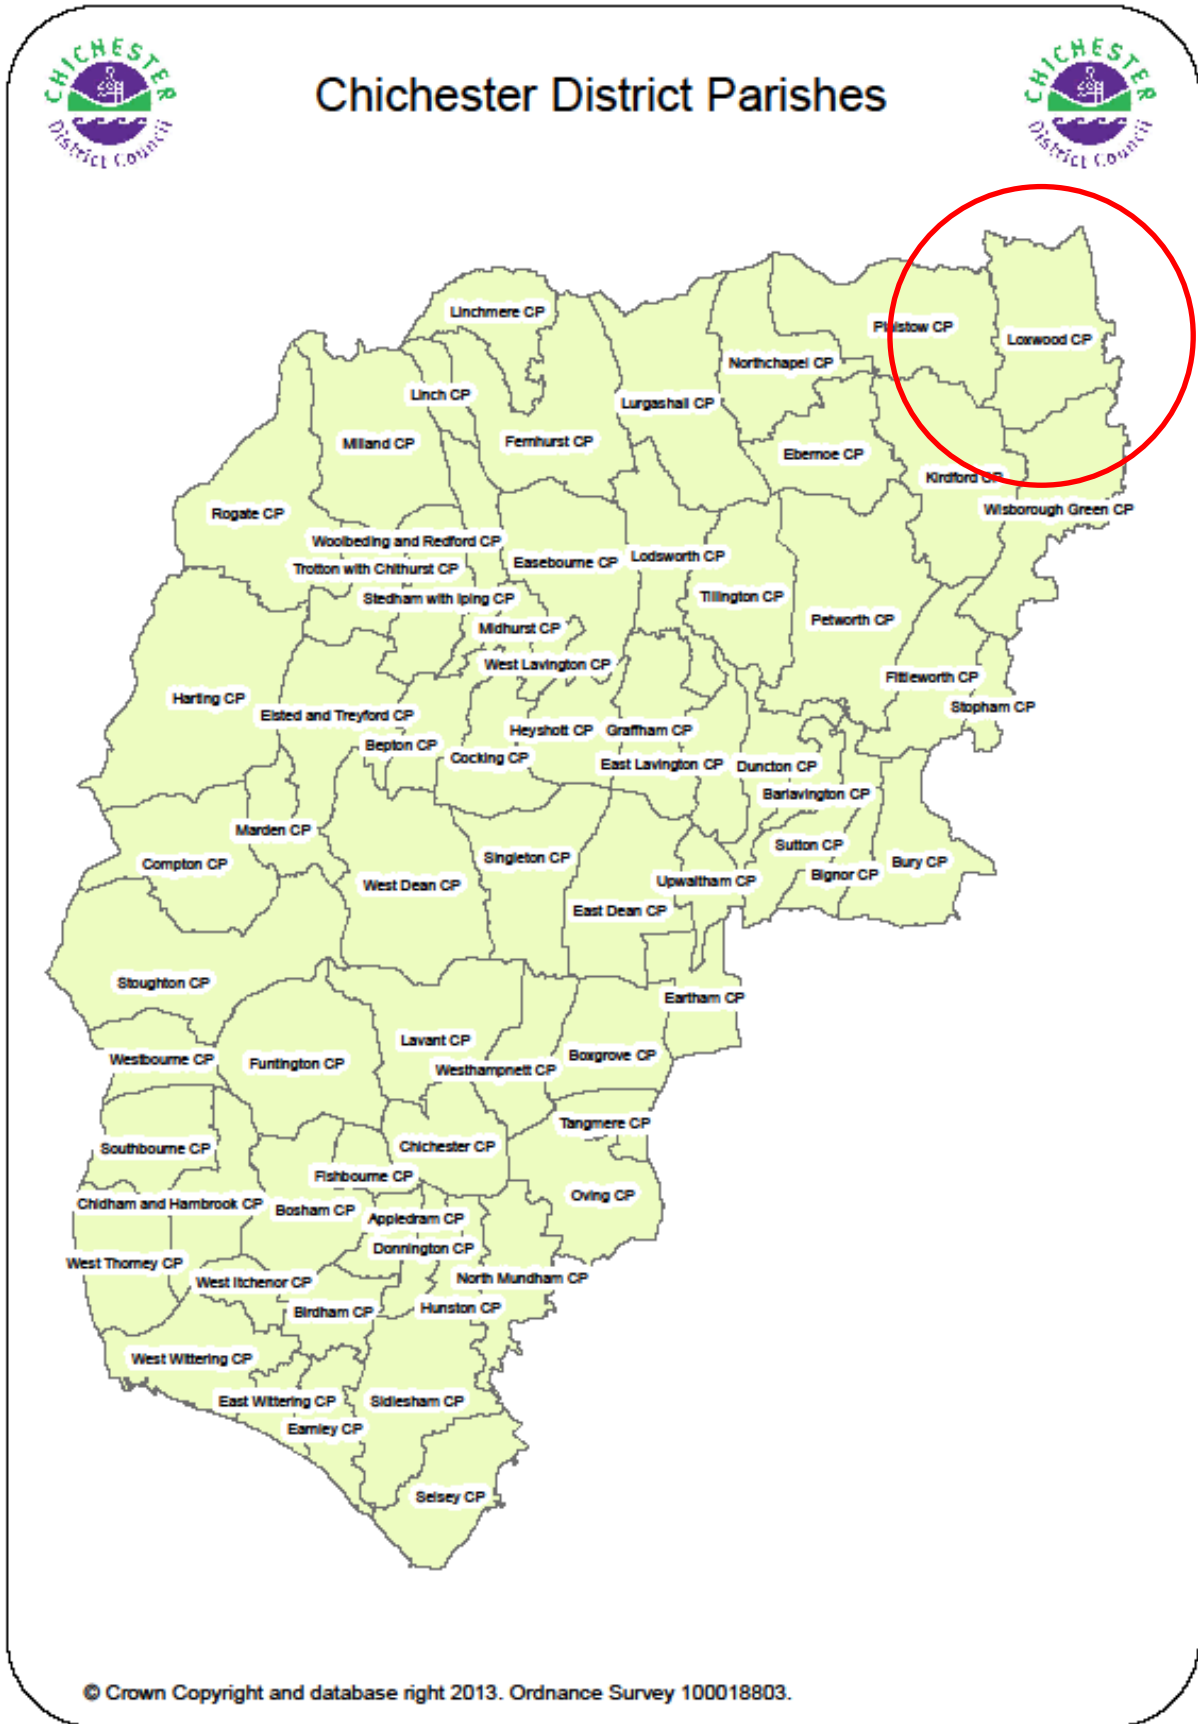 CHICHESTER
District Council
Chichester District Parishes
CHICHESTER
District Council
Linchmere CP
Plaistow CP
Loxwood CP
Northchapel CP
Linch CP
Lurgashall CP
Milland CP
Fernhurst CP
Ebernoe CP
Kirdford CP
Rogate CP
Wisborough Green CP
Woolbeding and Redford CP
Easebourne CP
Lodsworth CP
Trotton with Chithurst CP
Stedham with Iping CP
Tillington CP
Midhurst CP
Petworth CP
West Lavington CP
Fittleworth CP
Harting CP
Stopham CP
Elsted and Treyford CP
Heyshott CP
Graffham CP
Bepton CP
Cocking CP
East Lavington CP
Duncton CP
Barlavington CP
Marden CP
Sutton CP
Compton CP
Singleton CP
Bury CP
West Dean CP
Upwaltham CP
Bignor CP
East Dean CP
Stoughton CP
Eartham CP
Lavant CP
Westbourne CP
Funtington CP
Boxgrove CP
Westhampnett CP
Tangmere CP
Southbourne CP
Chichester CP
Fishbourne CP
Oving CP
Chidham and Hambrook CP
Bosham CP
Appledram CP
Donnington CP
West Thorney CP
West Itchenor CP
North Mundham CP
Birdham CP
Hunston CP
West Wittering CP
East Wittering CP
Sidlesham CP
Earnley CP
Selsey CP
© Crown Copyright and database right 2013. Ordnance Survey 100018803.